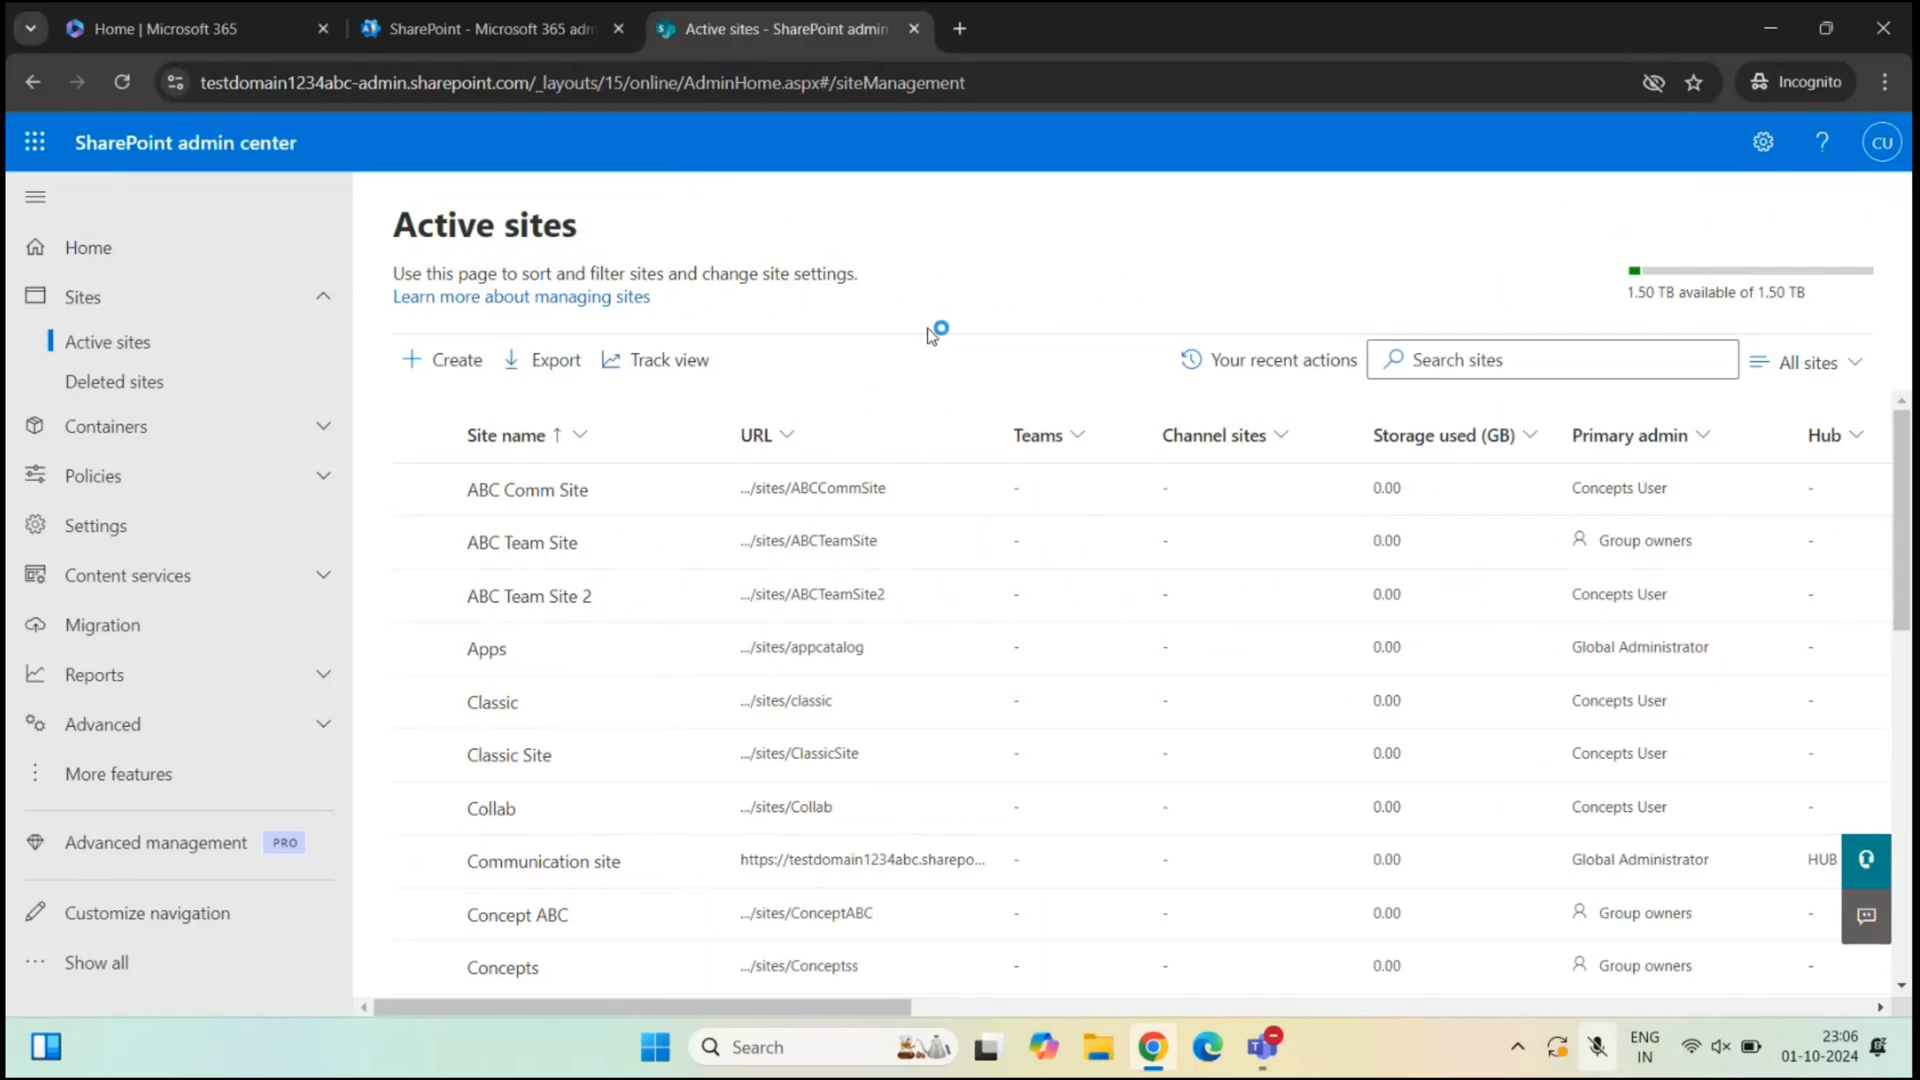 Home | Microsoft 365
SharePoint - Microsoft 365 adm
Active sites - SharePoint admin
testdomain1234abc-admin.sharepoint.com/_layouts/15/online/AdminHome.aspx#/siteManagement
Incognito
SharePoint admin center
CU
Home
Sites
Active sites
Deleted sites
Containers
Policies
Settings
Content services
Migration
Reports
Advanced
More features
Advanced management PRO
Customize navigation
Show all
Active sites
Use this page to sort and filter sites and change site settings.
Learn more about managing sites
1.50 TB available of 1.50 TB
Create Export Track view Your recent actions Search sites All sites
Site name ↑ URL Teams Channel sites Storage used (GB) Primary admin Hub
ABC Comm Site .../sites/ABCCommSite - - 0.00 Concepts User -
ABC Team Site .../sites/ABCTeamSite - - 0.00 Group owners -
ABC Team Site 2 .../sites/ABCTeamSite2 - - 0.00 Concepts User -
Apps .../sites/appcatalog - - 0.00 Global Administrator -
Classic .../sites/classic - - 0.00 Concepts User -
Classic Site .../sites/ClassicSite - - 0.00 Concepts User -
Collab .../sites/Collab - - 0.00 Concepts User -
Communication site https://testdomain1234abc.sharepo... - - 0.00 Global Administrator HUB
Concept ABC .../sites/ConceptABC - - 0.00 Group owners -
Concepts .../sites/Conceptss - - 0.00 Group owners -
Search
ENG
IN
23:06
01-10-2024